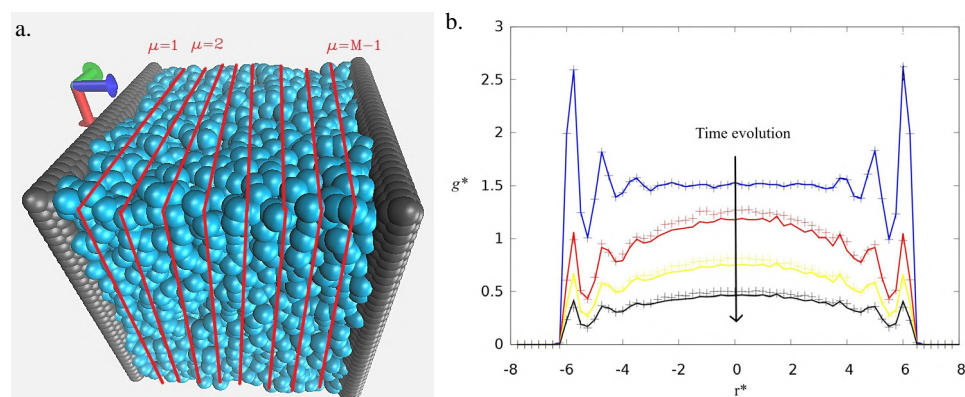 a.
μ=1 μ=2 μ=M-1
b.
3
2.5
2
1.5
1
0.5
0
g*
Time evolution
-8 -6 -4 -2 0 2 4 6 8
r*